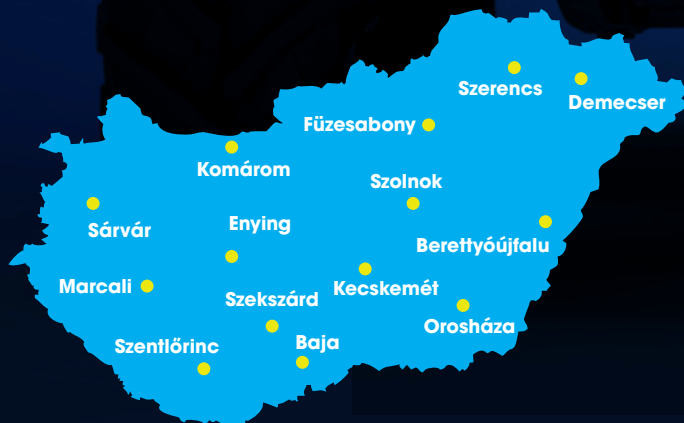 Szerencs
Demecser
Füzesabony
Komárom
Szolnok
Sárvár
Enying
Berettyóújfalu
Marcali
Kecskemét
Szekszárd
Orosháza
Szentlőrinc
Baja